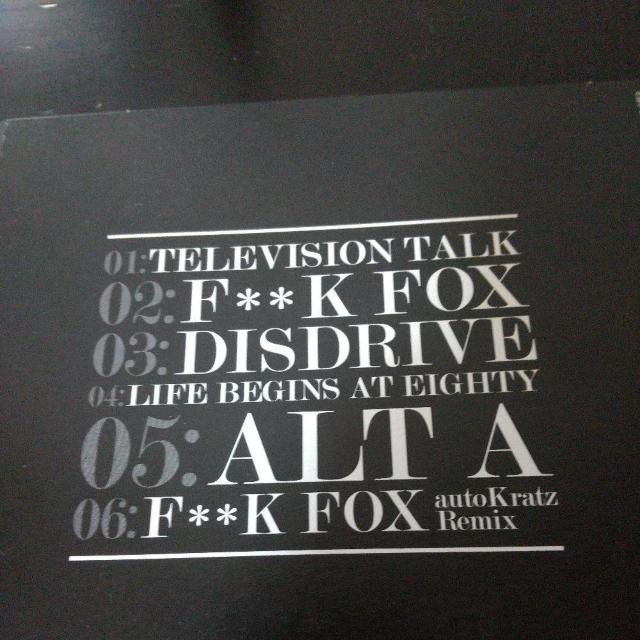 01:TELEVISION TALK
02:F**K FOX
03:DISDRIVE
04:LIFE BEGINS AT EIGHTY
05:ALT A
06:F**K FOX autoKratz
Remix